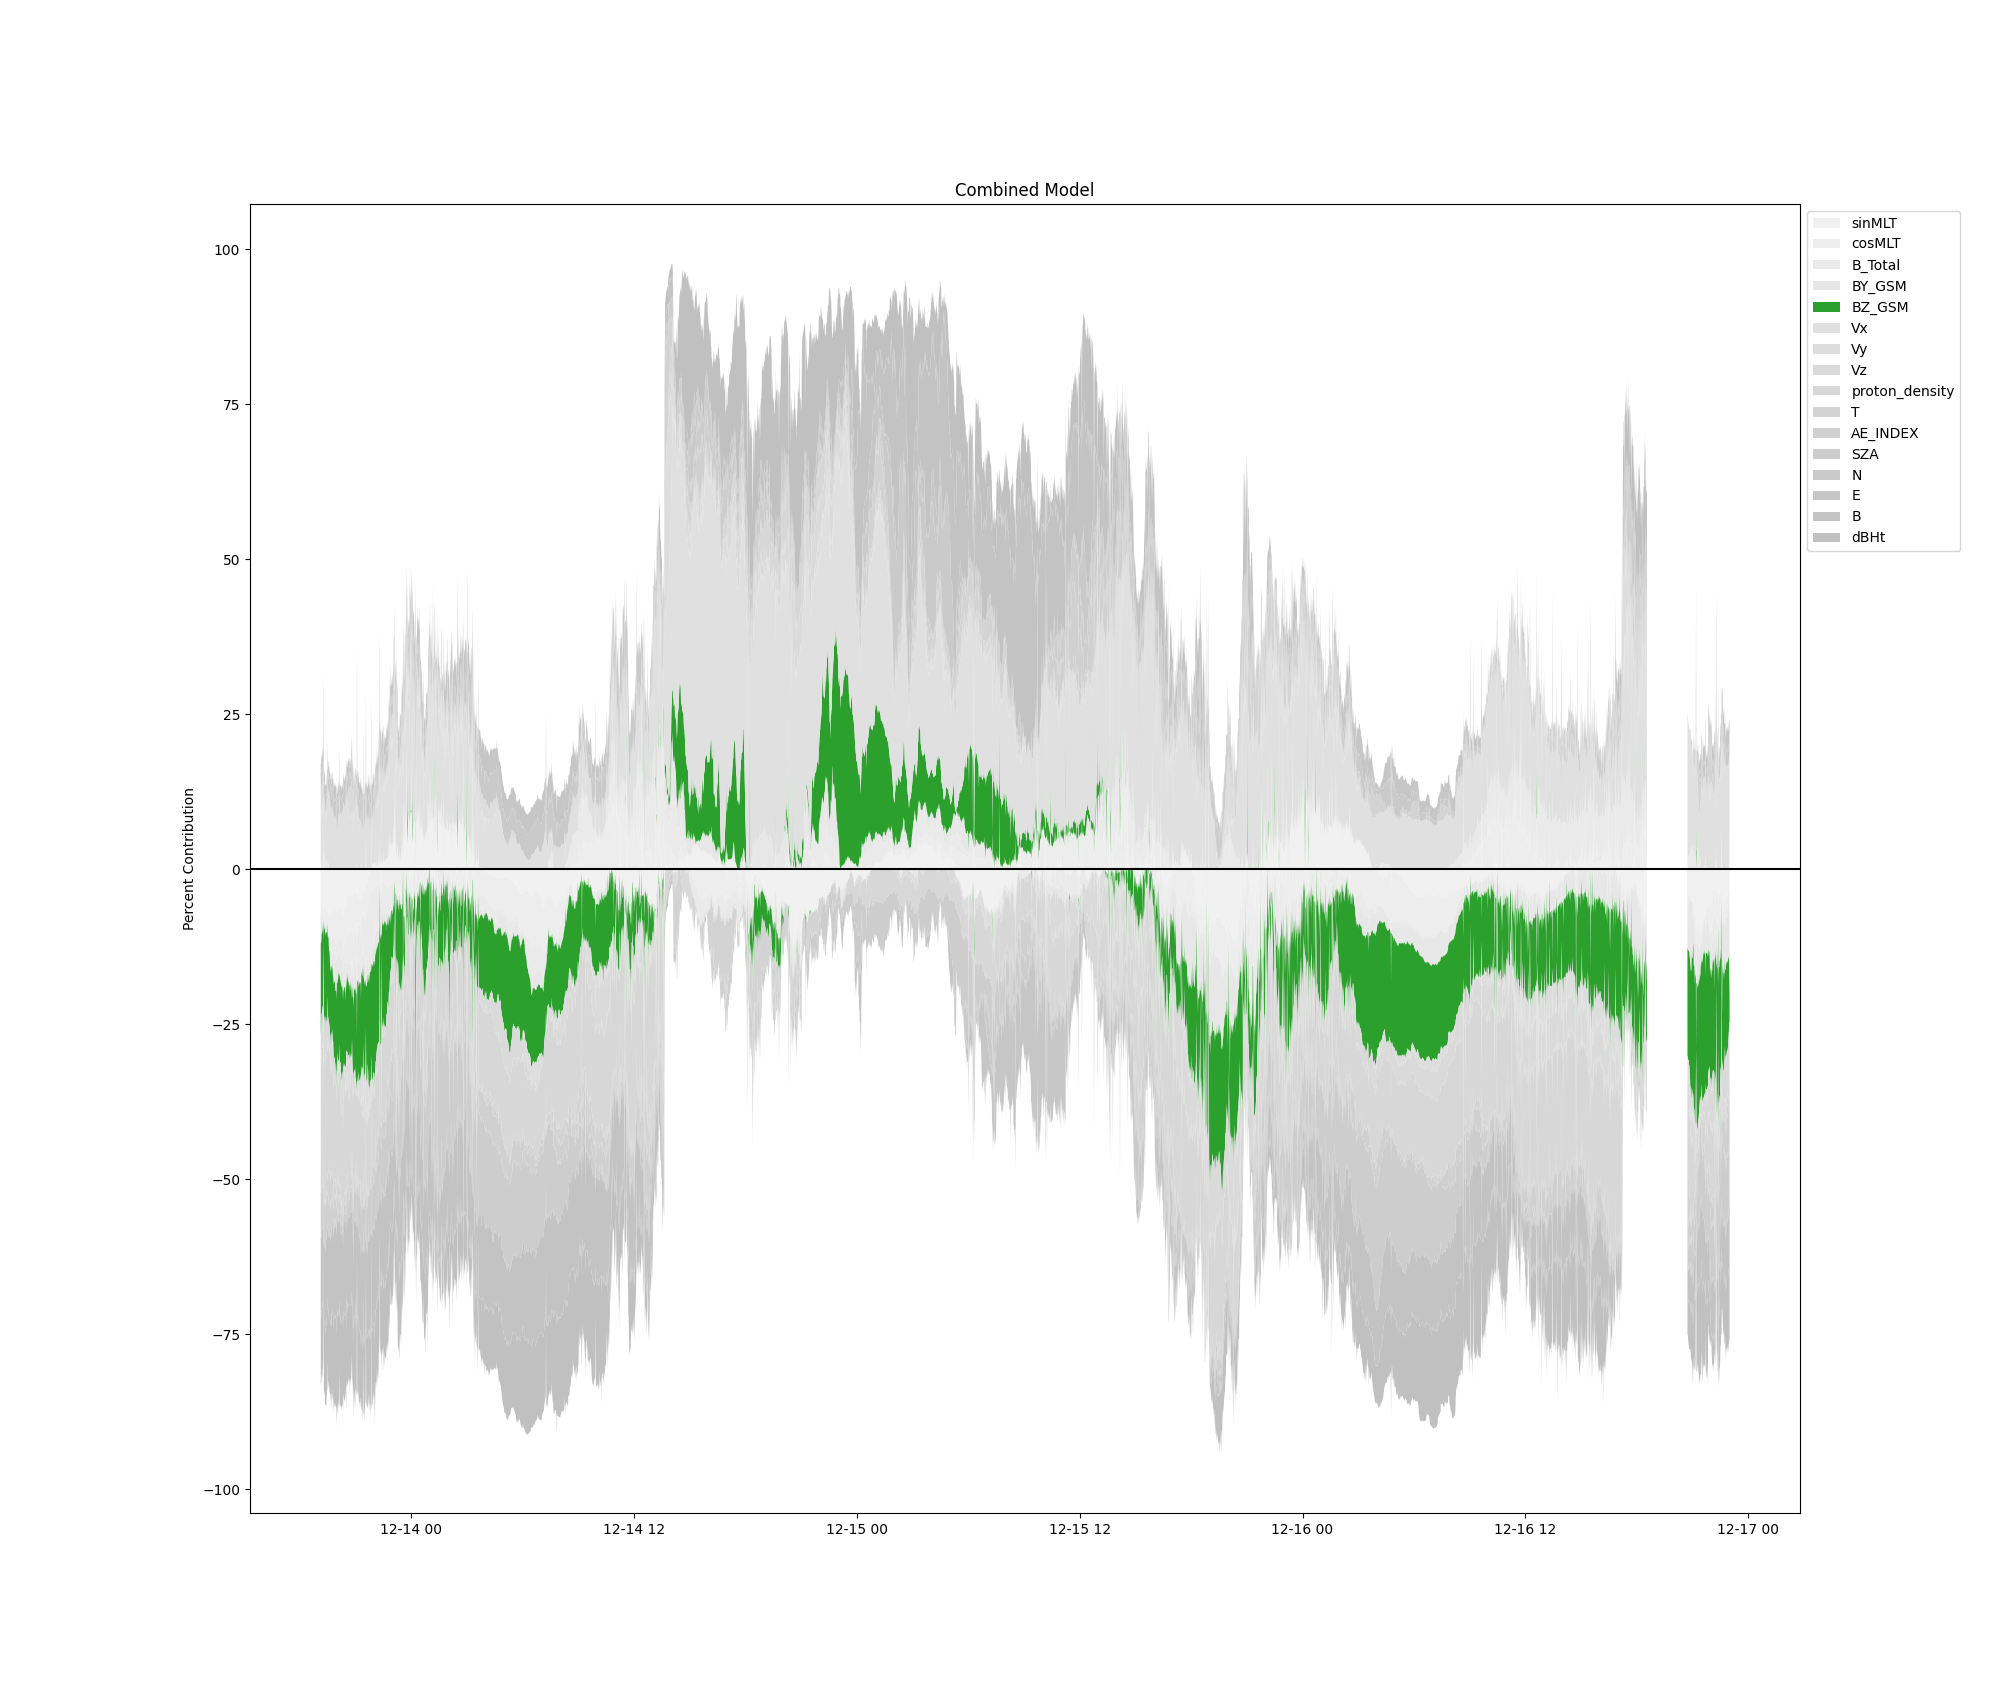 Combined Model
sinMLT
cosMLT
B_Total
BY_GSM
BZ_GSM
Vx
Vy
Vz
proton_density
T
AE_INDEX
SZA
N
E
B
dBHt
Percent Contribution
100
75
50
25
0
−25
−50
−75
−100
12-14 00
12-14 12
12-15 00
12-15 12
12-16 00
12-16 12
12-17 00